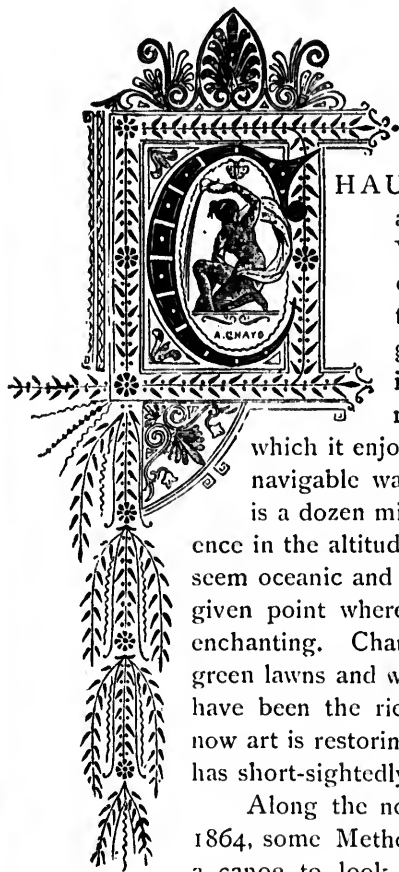 CHAU
A.CHAYO
a
t
g
i
which it enjo
navigable wa
is a dozen mi
ence in the altitud
seem oceanic and
given point where
enchanting. Chau
green lawns and w
have been the ric
now art is restorin
has short-sightedly
Along the no
1864, some Metho
a canoe to look